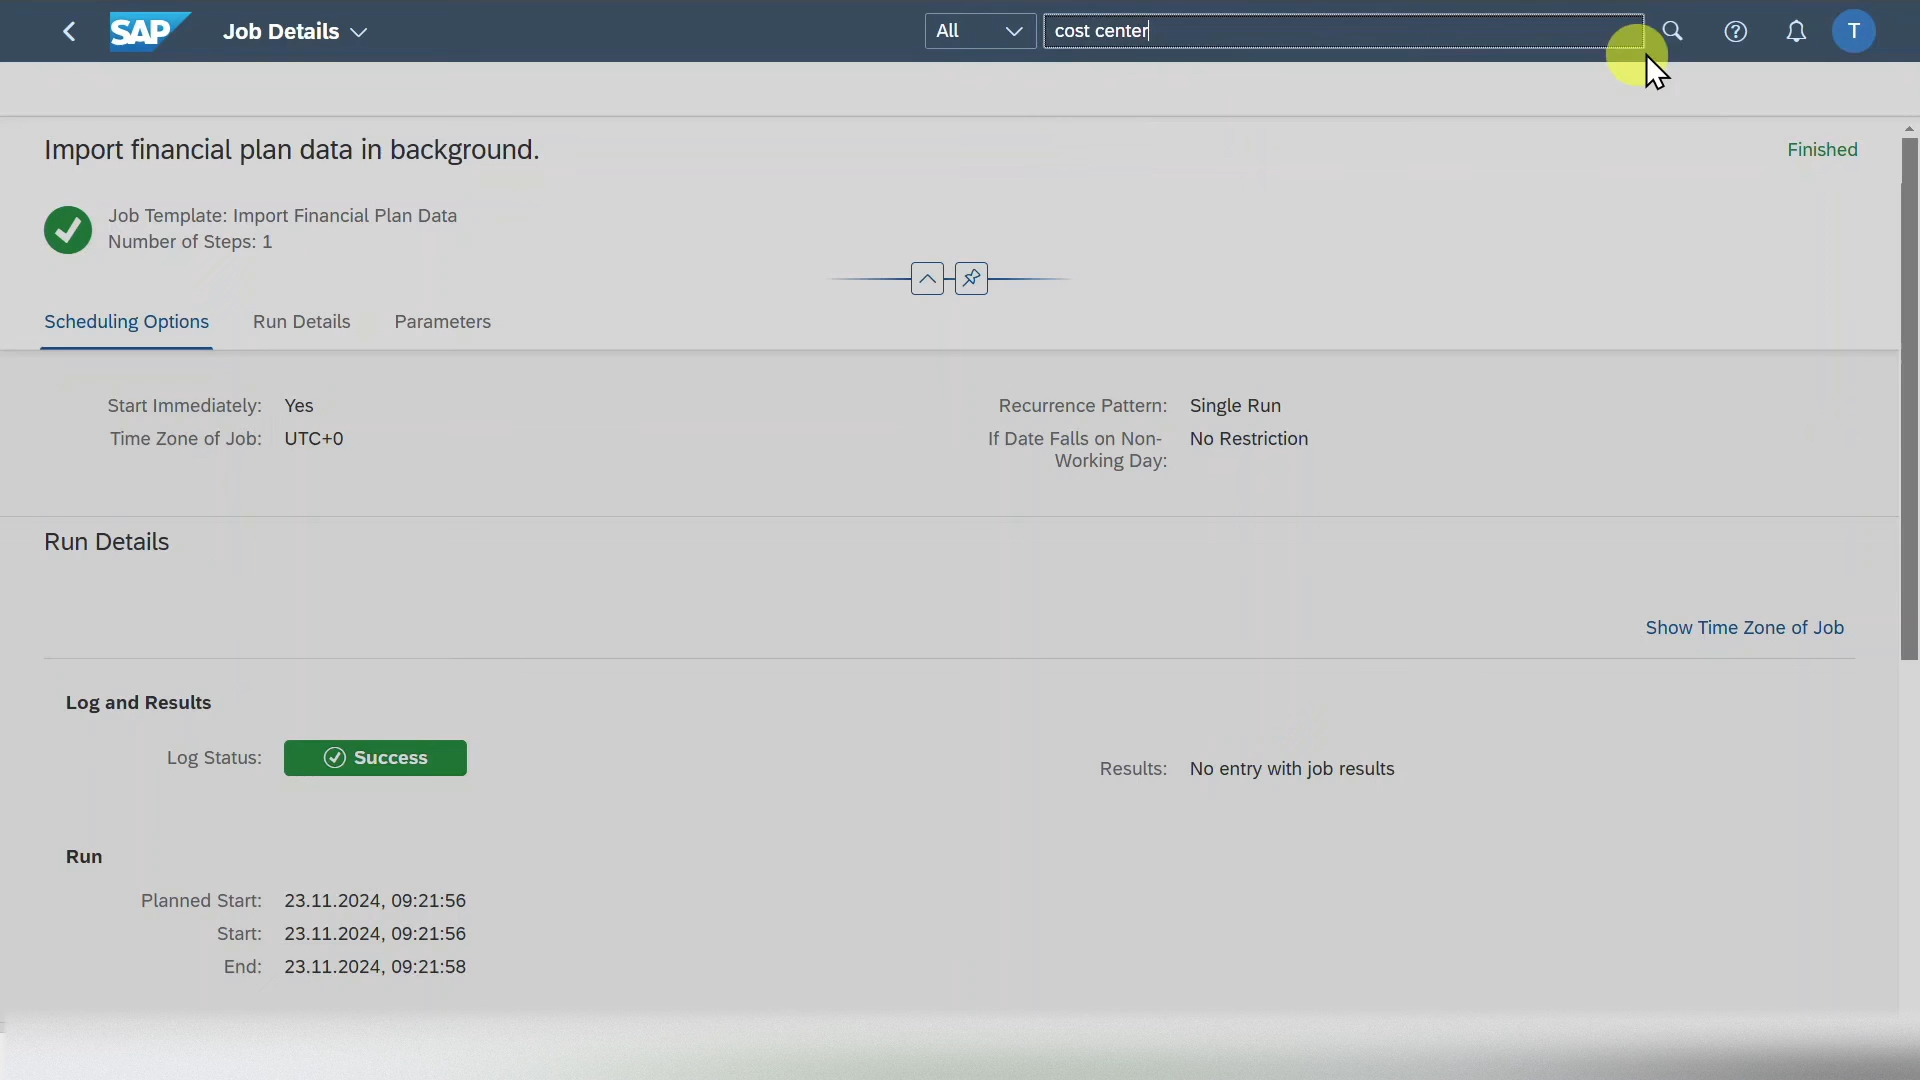 SAP Job Details All cost center T
Import financial plan data in background. Finished
Job Template: Import Financial Plan Data
Number of Steps: 1
Scheduling Options Run Details Parameters
Start Immediately: Yes Recurrence Pattern: Single Run
Time Zone of Job: UTC+0 If Date Falls on Non-
Working Day: No Restriction
Run Details
Show Time Zone of Job
Log and Results
Log Status: Success Results: No entry with job results
Run
Planned Start: 23.11.2024, 09:21:56
Start: 23.11.2024, 09:21:56
End: 23.11.2024, 09:21:58